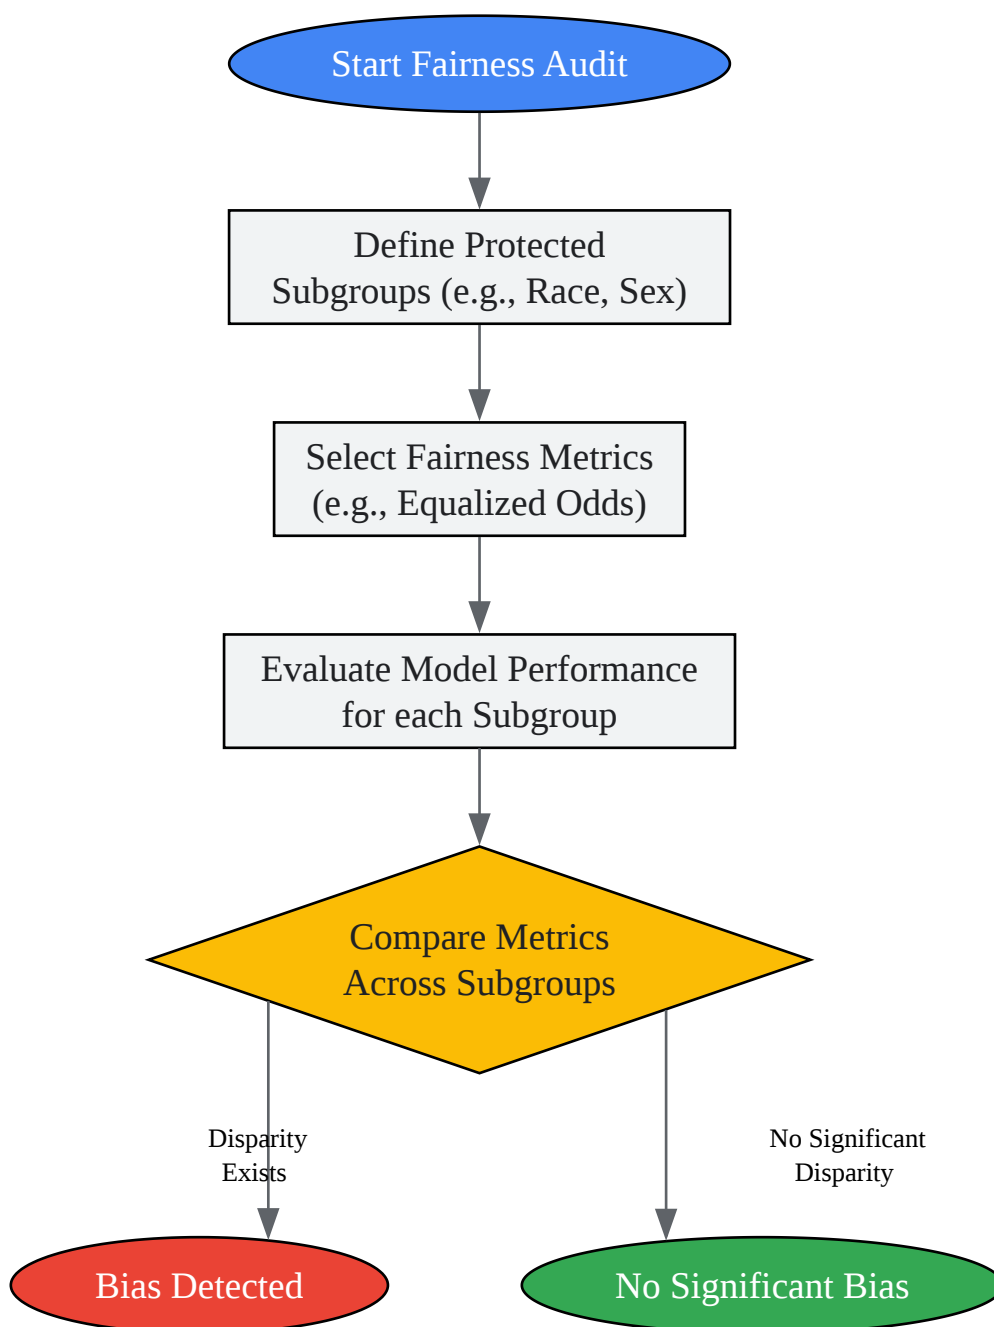 Start Fairness Audit
Define Protected
Subgroups (e.g., Race, Sex)
Select Fairness Metrics
(e.g., Equalized Odds)
Evaluate Model Performance
for each Subgroup
Compare Metrics
Across Subgroups
Disparity
Exists
No Significant
Disparity
Bias Detected
No Significant Bias